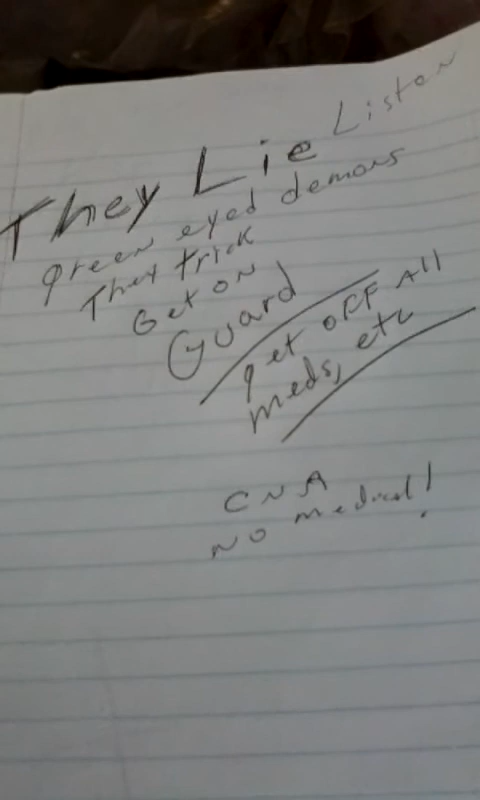 Listen
They Lie
green eyed demons
They trick
Get on
Guard
get off All
meds, etc
CNA
No medical!